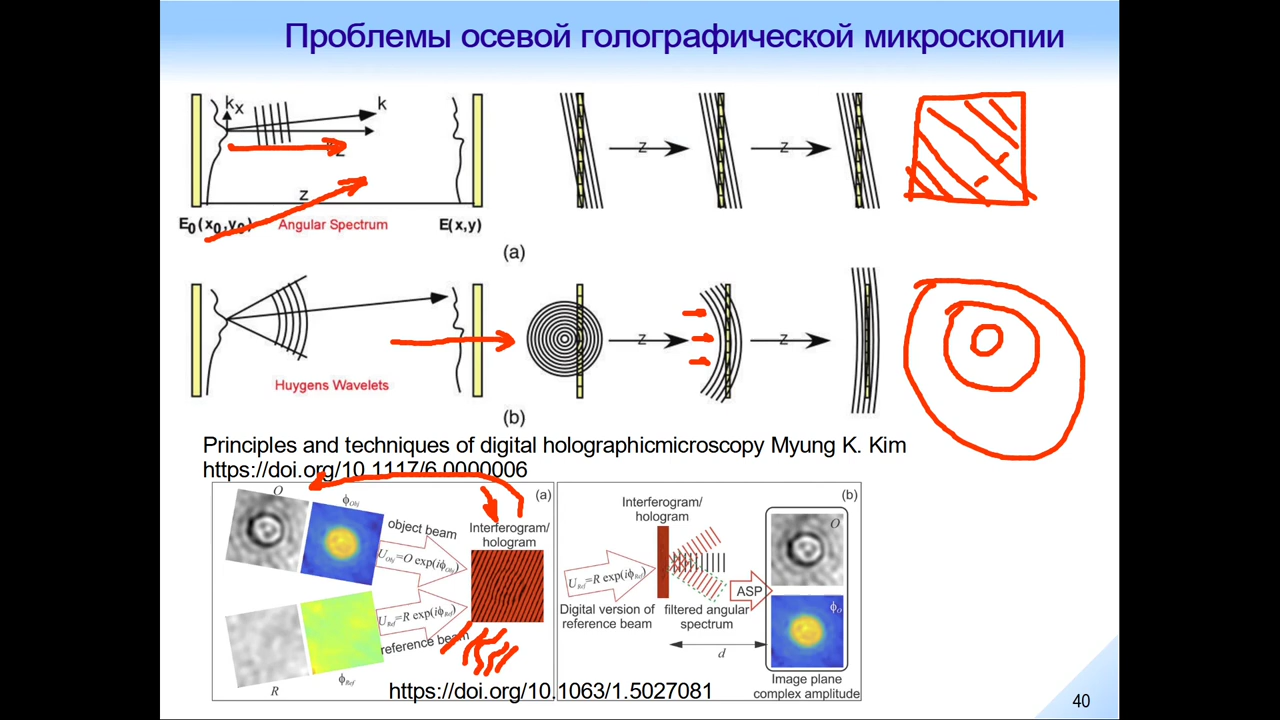 Проблемы осевой голографической микроскопии
kx
k
z
z
z
E0(x0,y0)
Angular Spectrum
E(x,y)
(a)
z
z
Huygens Wavelets
(b)
Principles and techniques of digital holographicmicroscopy Myung K. Kim
https://doi.org/10.1117/6.0000006
O
ϕObj
(a)
object beam
Interferogram/
hologram
UObj=O exp(iϕObj)
URef=R exp(iϕRef)
reference beam
R
ϕRef
(b)
Interferogram/
hologram
O
URef=R exp(iϕRef)
ASP
Digital version of
reference beam
filtered angular
spectrum
ϕO
d
Image plane
complex amplitude
https://doi.org/10.1063/1.5027081
40